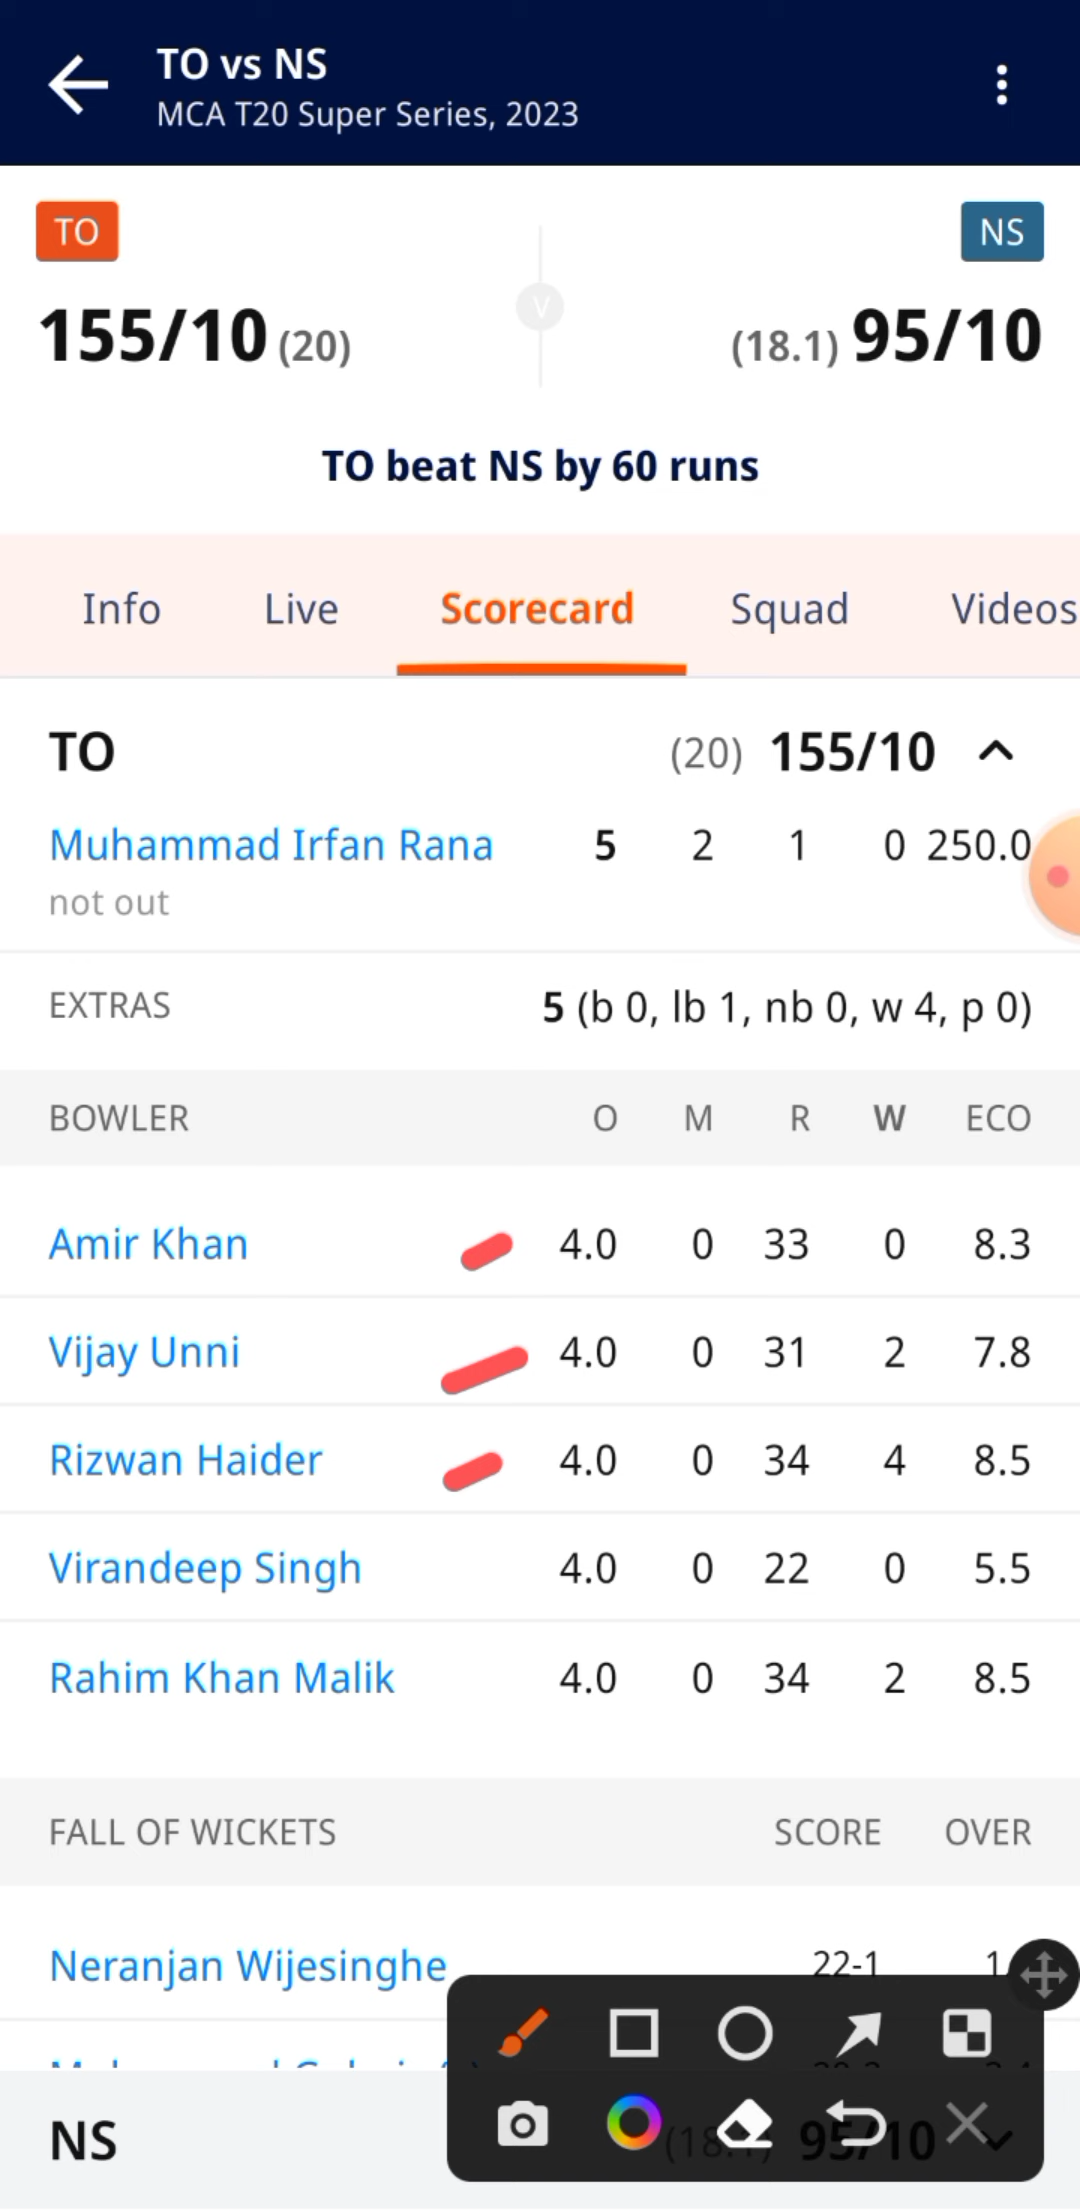 TO vs NS
MCA T20 Super Series, 2023
TO
NS
155/10 (20)
V
(18.1) 95/10
TO beat NS by 60 runs
Info Live Scorecard Squad Videos
TO (20) 155/10
Muhammad Irfan Rana 5 2 1 0 250.0
not out
EXTRAS 5 (b 0, lb 1, nb 0, w 4, p 0)
BOWLER O M R W ECO
Amir Khan 4.0 0 33 0 8.3
Vijay Unni 4.0 0 31 2 7.8
Rizwan Haider 4.0 0 34 4 8.5
Virandeep Singh 4.0 0 22 0 5.5
Rahim Khan Malik 4.0 0 34 2 8.5
FALL OF WICKETS SCORE OVER
Neranjan Wijesinghe 22-1
NS 95/10